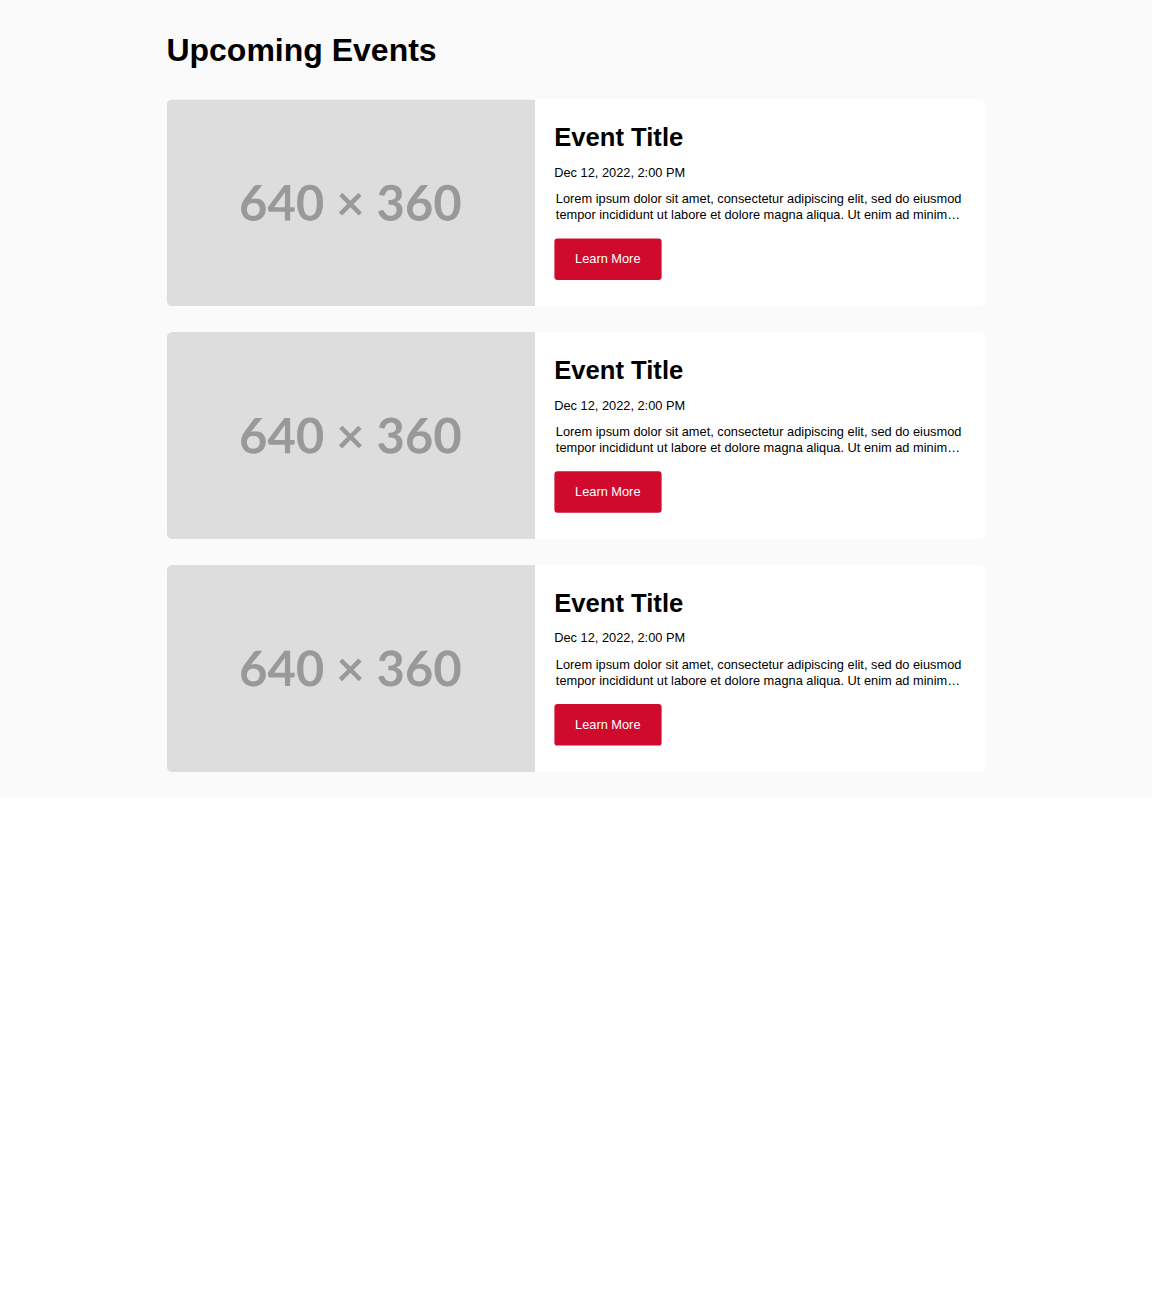 Upcoming Events
640 × 360
Event Title
Dec 12, 2022, 2:00 PM
Lorem ipsum dolor sit amet, consectetur adipiscing elit, sed do eiusmod
tempor incididunt ut labore et dolore magna aliqua. Ut enim ad minim…
Learn More
640 × 360
Event Title
Dec 12, 2022, 2:00 PM
Lorem ipsum dolor sit amet, consectetur adipiscing elit, sed do eiusmod
tempor incididunt ut labore et dolore magna aliqua. Ut enim ad minim…
Learn More
640 × 360
Event Title
Dec 12, 2022, 2:00 PM
Lorem ipsum dolor sit amet, consectetur adipiscing elit, sed do eiusmod
tempor incididunt ut labore et dolore magna aliqua. Ut enim ad minim…
Learn More